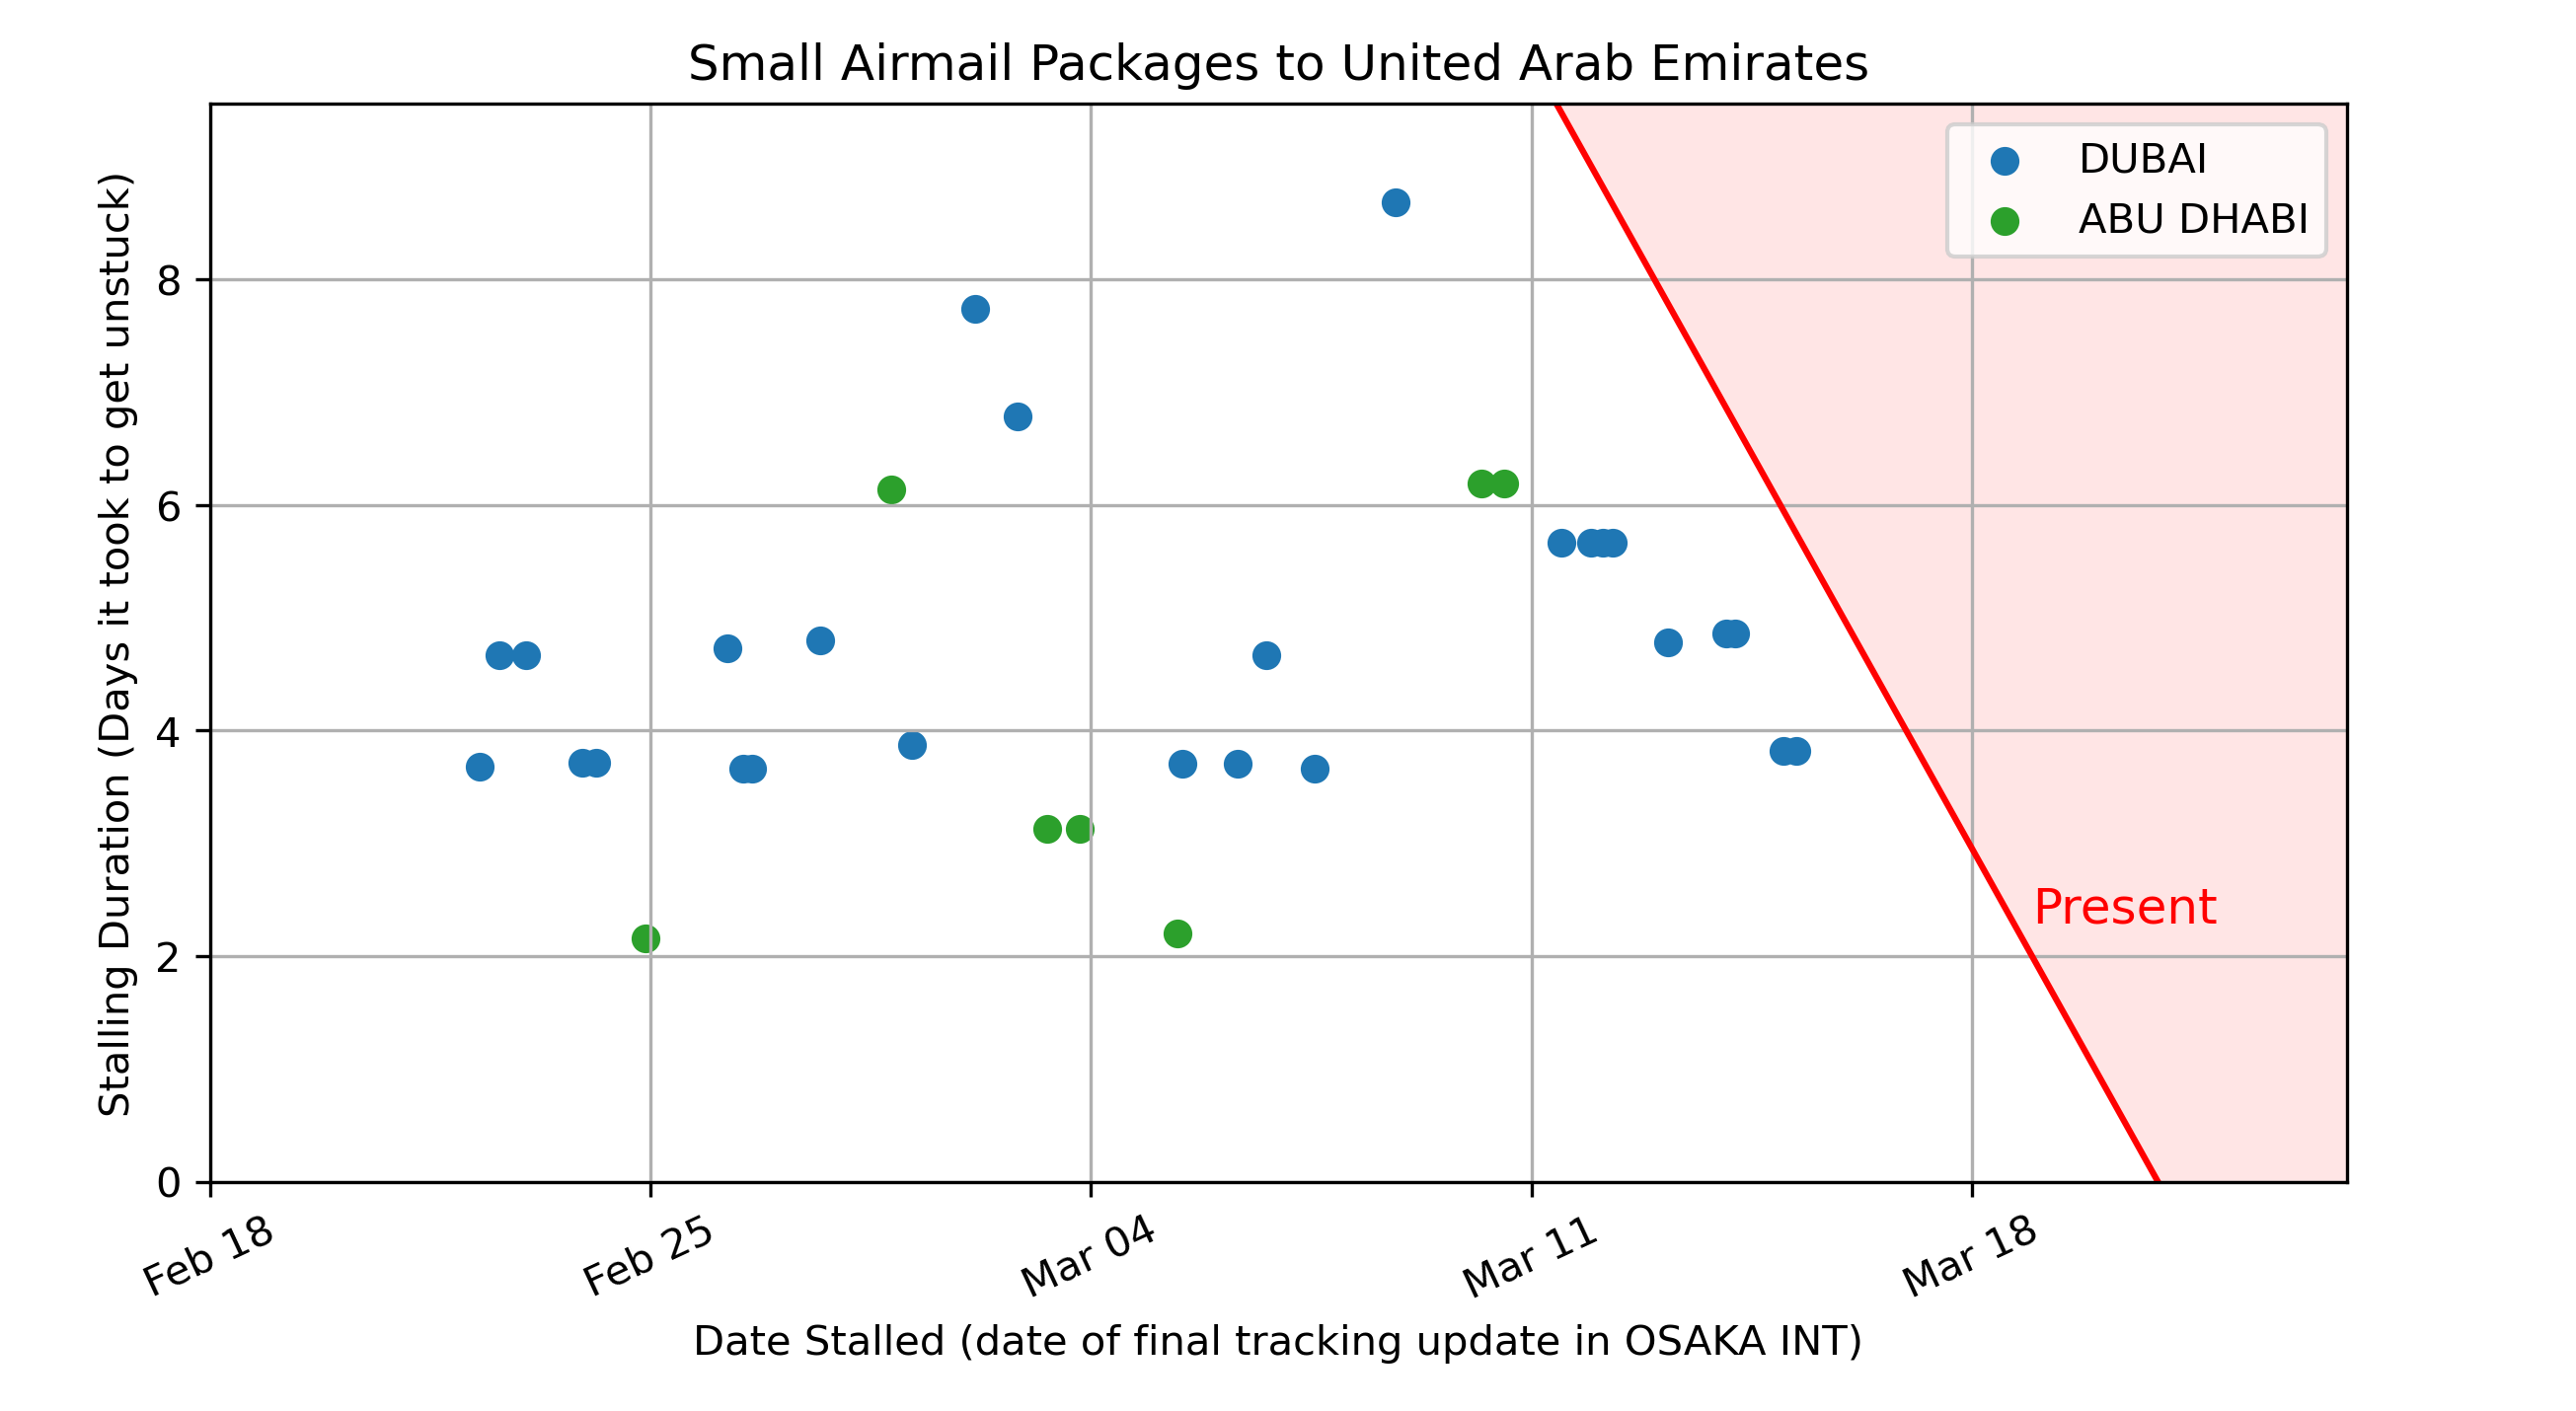 Small Airmail Packages to United Arab Emirates
DUBAI
ABU DHABI
Stalling Duration (Days it took to get unstuck)
8
6
4
2
0
Present
Feb 18
Feb 25
Mar 04
Mar 11
Mar 18
Date Stalled (date of final tracking update in OSAKA INT)